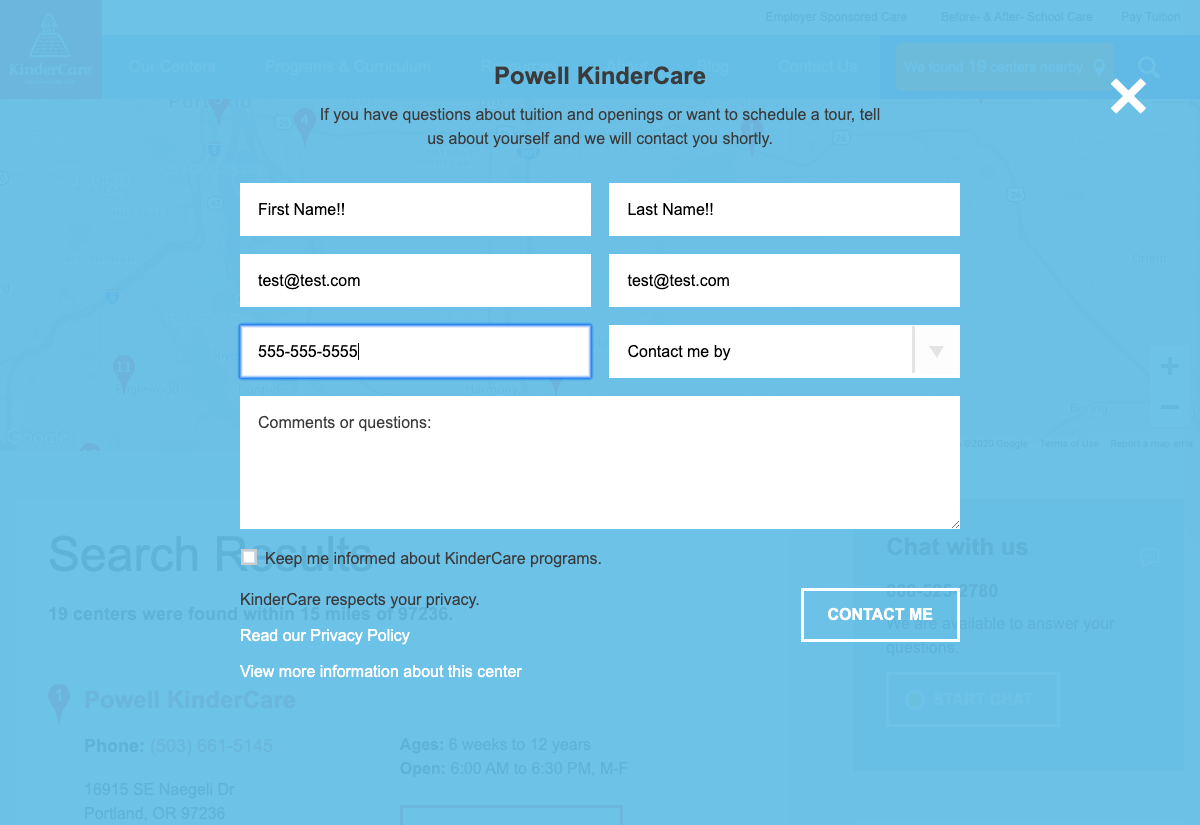 Employer Sponsored Care
Before- & After- School Care
Pay Tuition
KinderCare
Our Centers
Programs & Curriculum
Blog
Contact Us
We found 19 centers nearby
Powell KinderCare
If you have questions about tuition and openings or want to schedule a tour, tell
us about yourself and we will contact you shortly.
First Name!!
Last Name!!
test@test.com
test@test.com
555-555-5555
Contact me by
Comments or questions:
4
11
©2020 Google
Terms of Use
Report a map error
Google
Search Results
Keep me informed about KinderCare programs.
KinderCare respects your privacy.
19 centers were found within 15 miles of 97236.
Read our Privacy Policy
View more information about this center
CONTACT ME
Chat with us
888-525-2780
We are available to answer your
questions.
START CHAT
1
Powell KinderCare
Phone: (503) 661-5145
16915 SE Naegeli Dr
Portland, OR 97236
Ages: 6 weeks to 12 years
Open: 6:00 AM to 6:30 PM, M-F